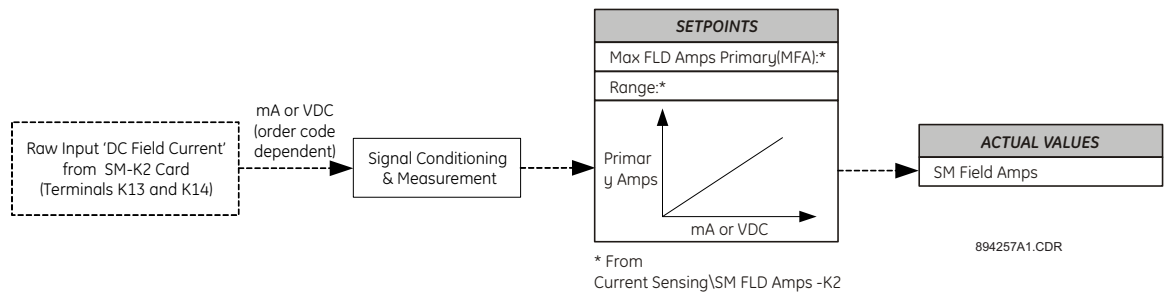 Raw Input 'DC Field Current'
from SM-K2 Card
(Terminals K13 and K14)
mA or VDC
(order code
dependent)
Signal Conditioning
& Measurement
SETPOINTS
Max FLD Amps Primary(MFA):*
Range:*
Primar
y Amps
mA or VDC
* From
Current Sensing\SM FLD Amps -K2
ACTUAL VALUES
SM Field Amps
894257A1.CDR